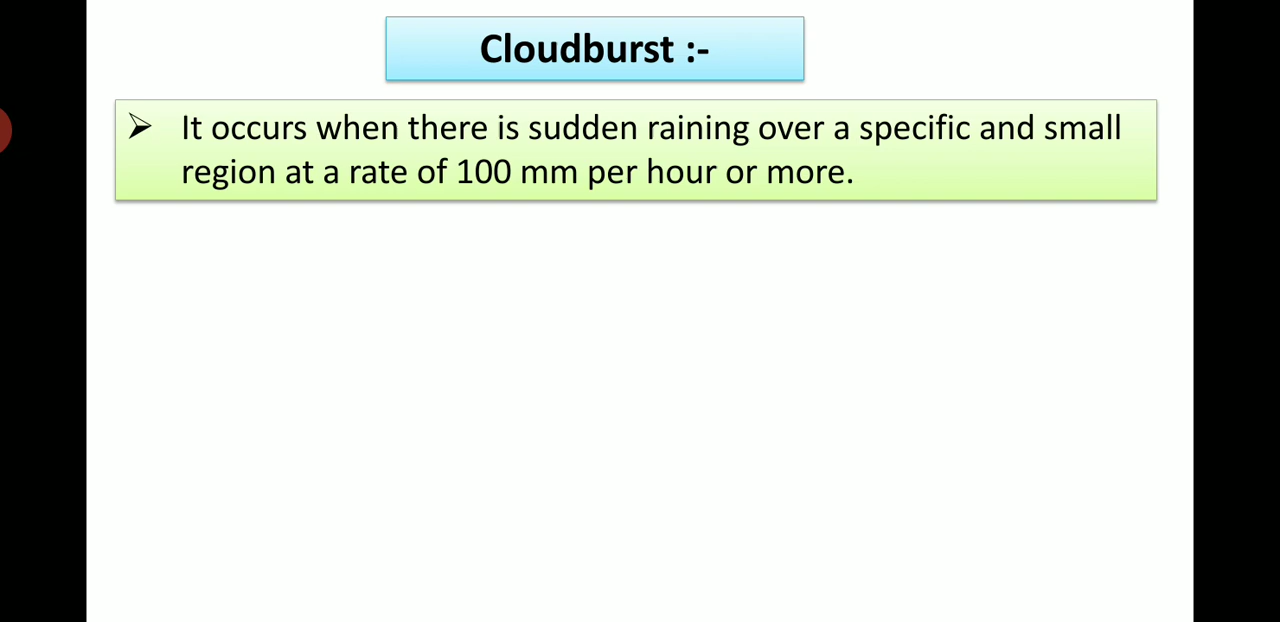 Cloudburst :-
➢ It occurs when there is sudden raining over a specific and small
region at a rate of 100 mm per hour or more.